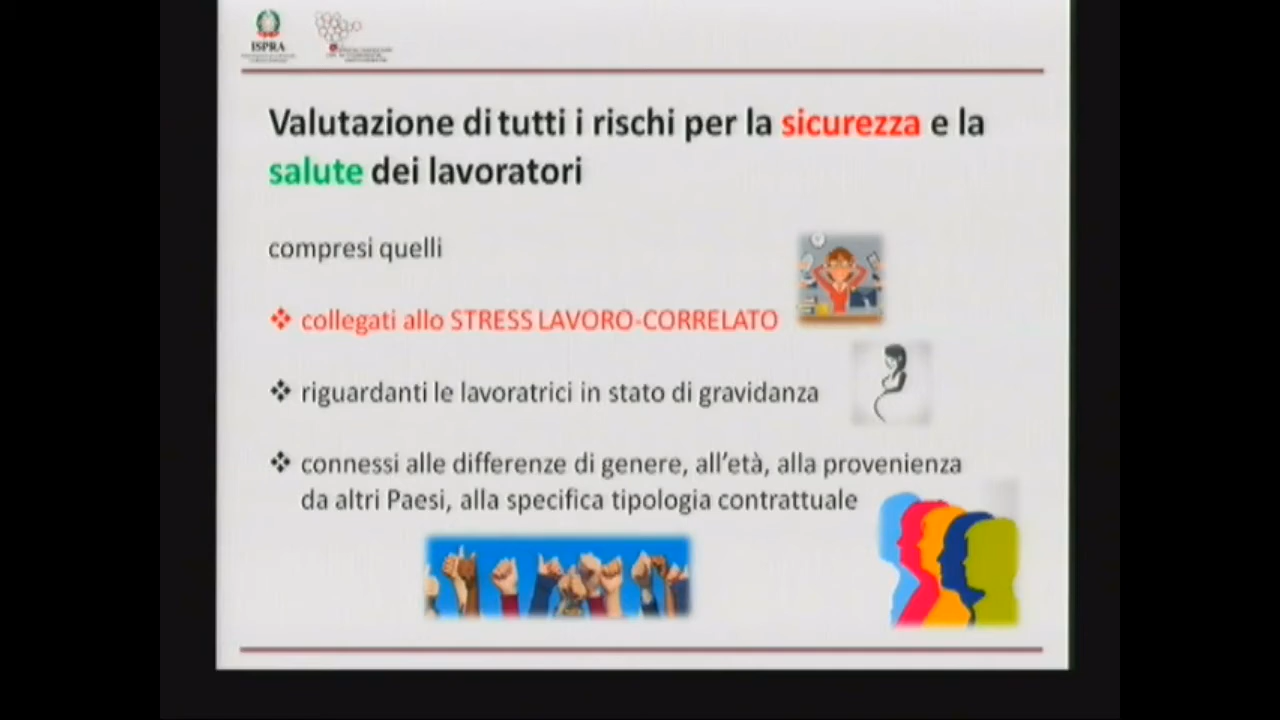 ISPRA
Valutazione di tutti i rischi per la sicurezza e la
salute dei lavoratori
compresi quelli
collegati allo STRESS LAVORO-CORRELATO
riguardanti le lavoratrici in stato di gravidanza
connessi alle differenze di genere, all'età, alla provenienza
da altri Paesi, alla specifica tipologia contrattuale